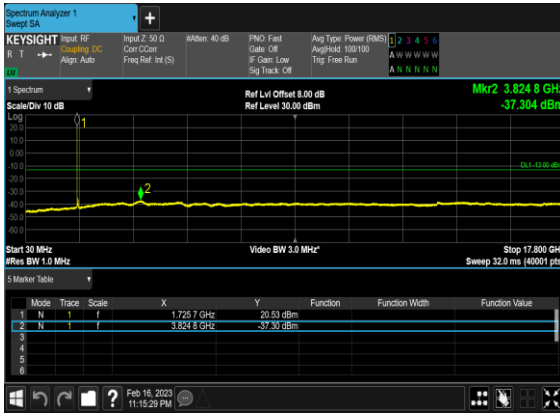 Spectrum Analyzer 1
Swept SA
+
KEYSIGHT
R T
LXI
Input: RF
Coupling: DC
Align: Auto
Input Z: 50 Ω
Corr CCorr
Freq Ref: Int (S)
#Atten: 40 dB
PNO: Fast
Gate: Off
IF Gain: Low
Sig Track: Off
Avg Type: Power (RMS)
Avg|Hold: 100/100
Trig: Free Run
1 2 3 4 5 6
A W W W W W
A N N N N N
1 Spectrum
Scale/Div 10 dB
Ref Lvl Offset 8.00 dB
Ref Level 30.00 dBm
Mkr2 3.824 8 GHz
-37.304 dBm
Log
20.0
10.0
0.00
-10.0
-20.0
-30.0
-40.0
-50.0
-60.0
1
2
DL1 -13.00 dBm
Start 30 MHz
#Res BW 1.0 MHz
Video BW 3.0 MHz*
Stop 17.800 GH
Sweep 32.0 ms (40001 pts
5 Marker Table
Mode Trace Scale X Y Function Function Width Function Value
1 N 1 f 1.725 7 GHz 20.53 dBm
2 N 1 f 3.824 8 GHz -37.30 dBm
3
4
5
6
?
Feb 16, 2023
11:15:29 PM